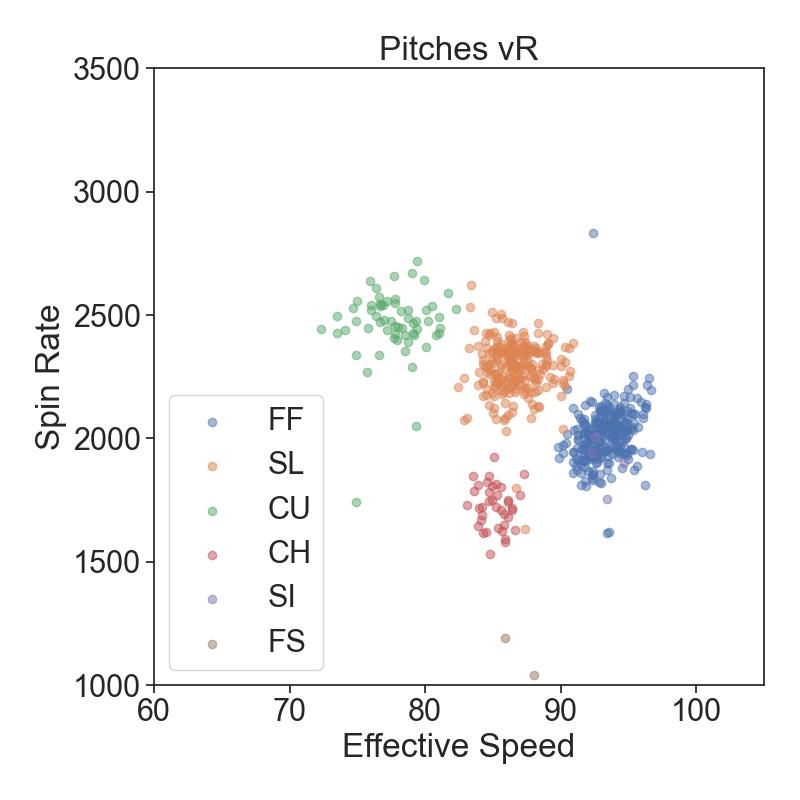 Pitches vR
3500
3000
2500
2000
1500
1000
Spin Rate
FF
SL
CU
CH
SI
FS
60 70 80 90 100
Effective Speed